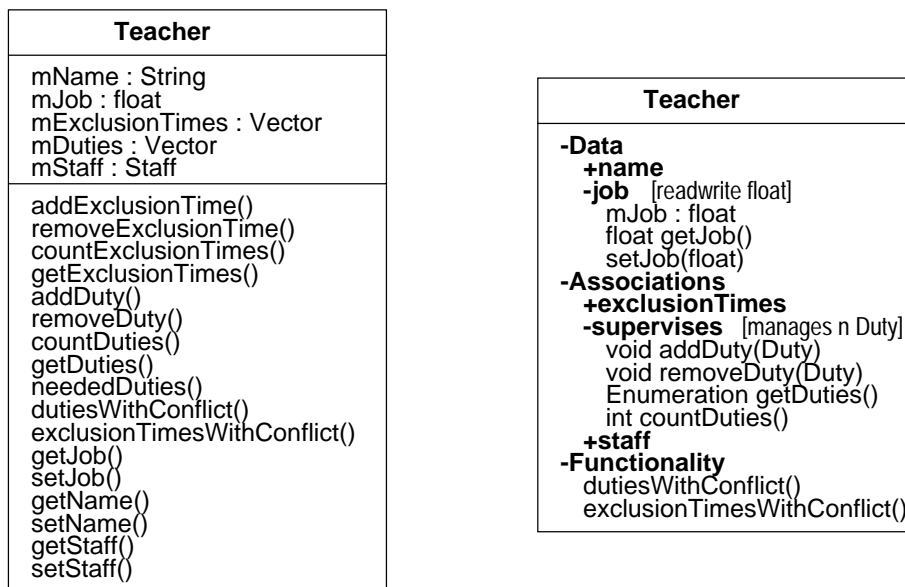 Teacher
mName : String
mJob : float
mExclusionTimes : Vector
mDuties : Vector
mStaff : Staff
addExclusionTime()
removeExclusionTime()
countExclusionTimes()
getExclusionTimes()
addDuty()
removeDuty()
countDuties()
getDuties()
neededDuties()
dutiesWithConflict()
exclusionTimesWithConflict()
getJob()
setJob()
getName()
setName()
getStaff()
setStaff()
Teacher
-Data
+name
-job [readwrite float]
mJob : float
float getJob()
setJob(float)
-Associations
+exclusionTimes
-supervises [manages n Duty]
void addDuty(Duty)
void removeDuty(Duty)
Enumeration getDuties()
int countDuties()
+staff
-Functionality
dutiesWithConflict()
exclusionTimesWithConflict()